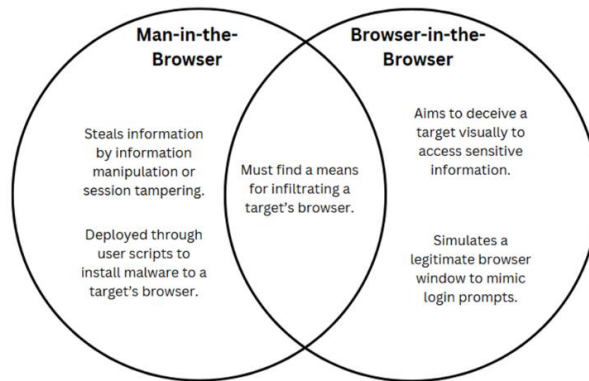 Man-in-the-
Browser
Steals information
by information
manipulation or
session tampering.
Deployed through
user scripts to
install malware to a
target’s browser.
Must find a means
for infiltrating a
target’s browser.
Browser-in-the-
Browser
Aims to deceive a
target visually to
access sensitive
information.
Simulates a
legitimate browser
window to mimic
login prompts.